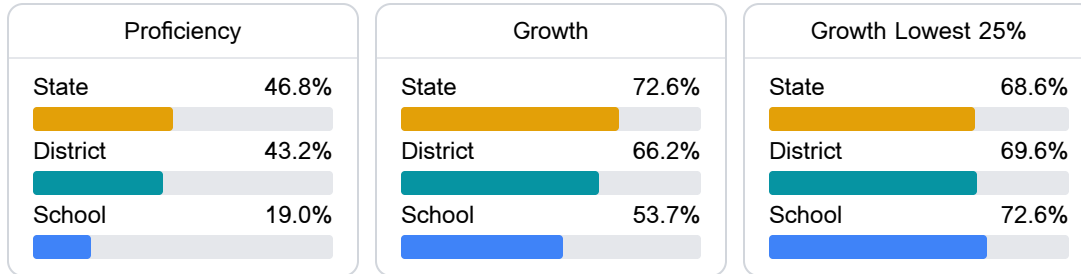 Proficiency
State 46.8%
District 43.2%
School 19.0%
Growth
State 72.6%
District 66.2%
School 53.7%
Growth Lowest 25%
State 68.6%
District 69.6%
School 72.6%